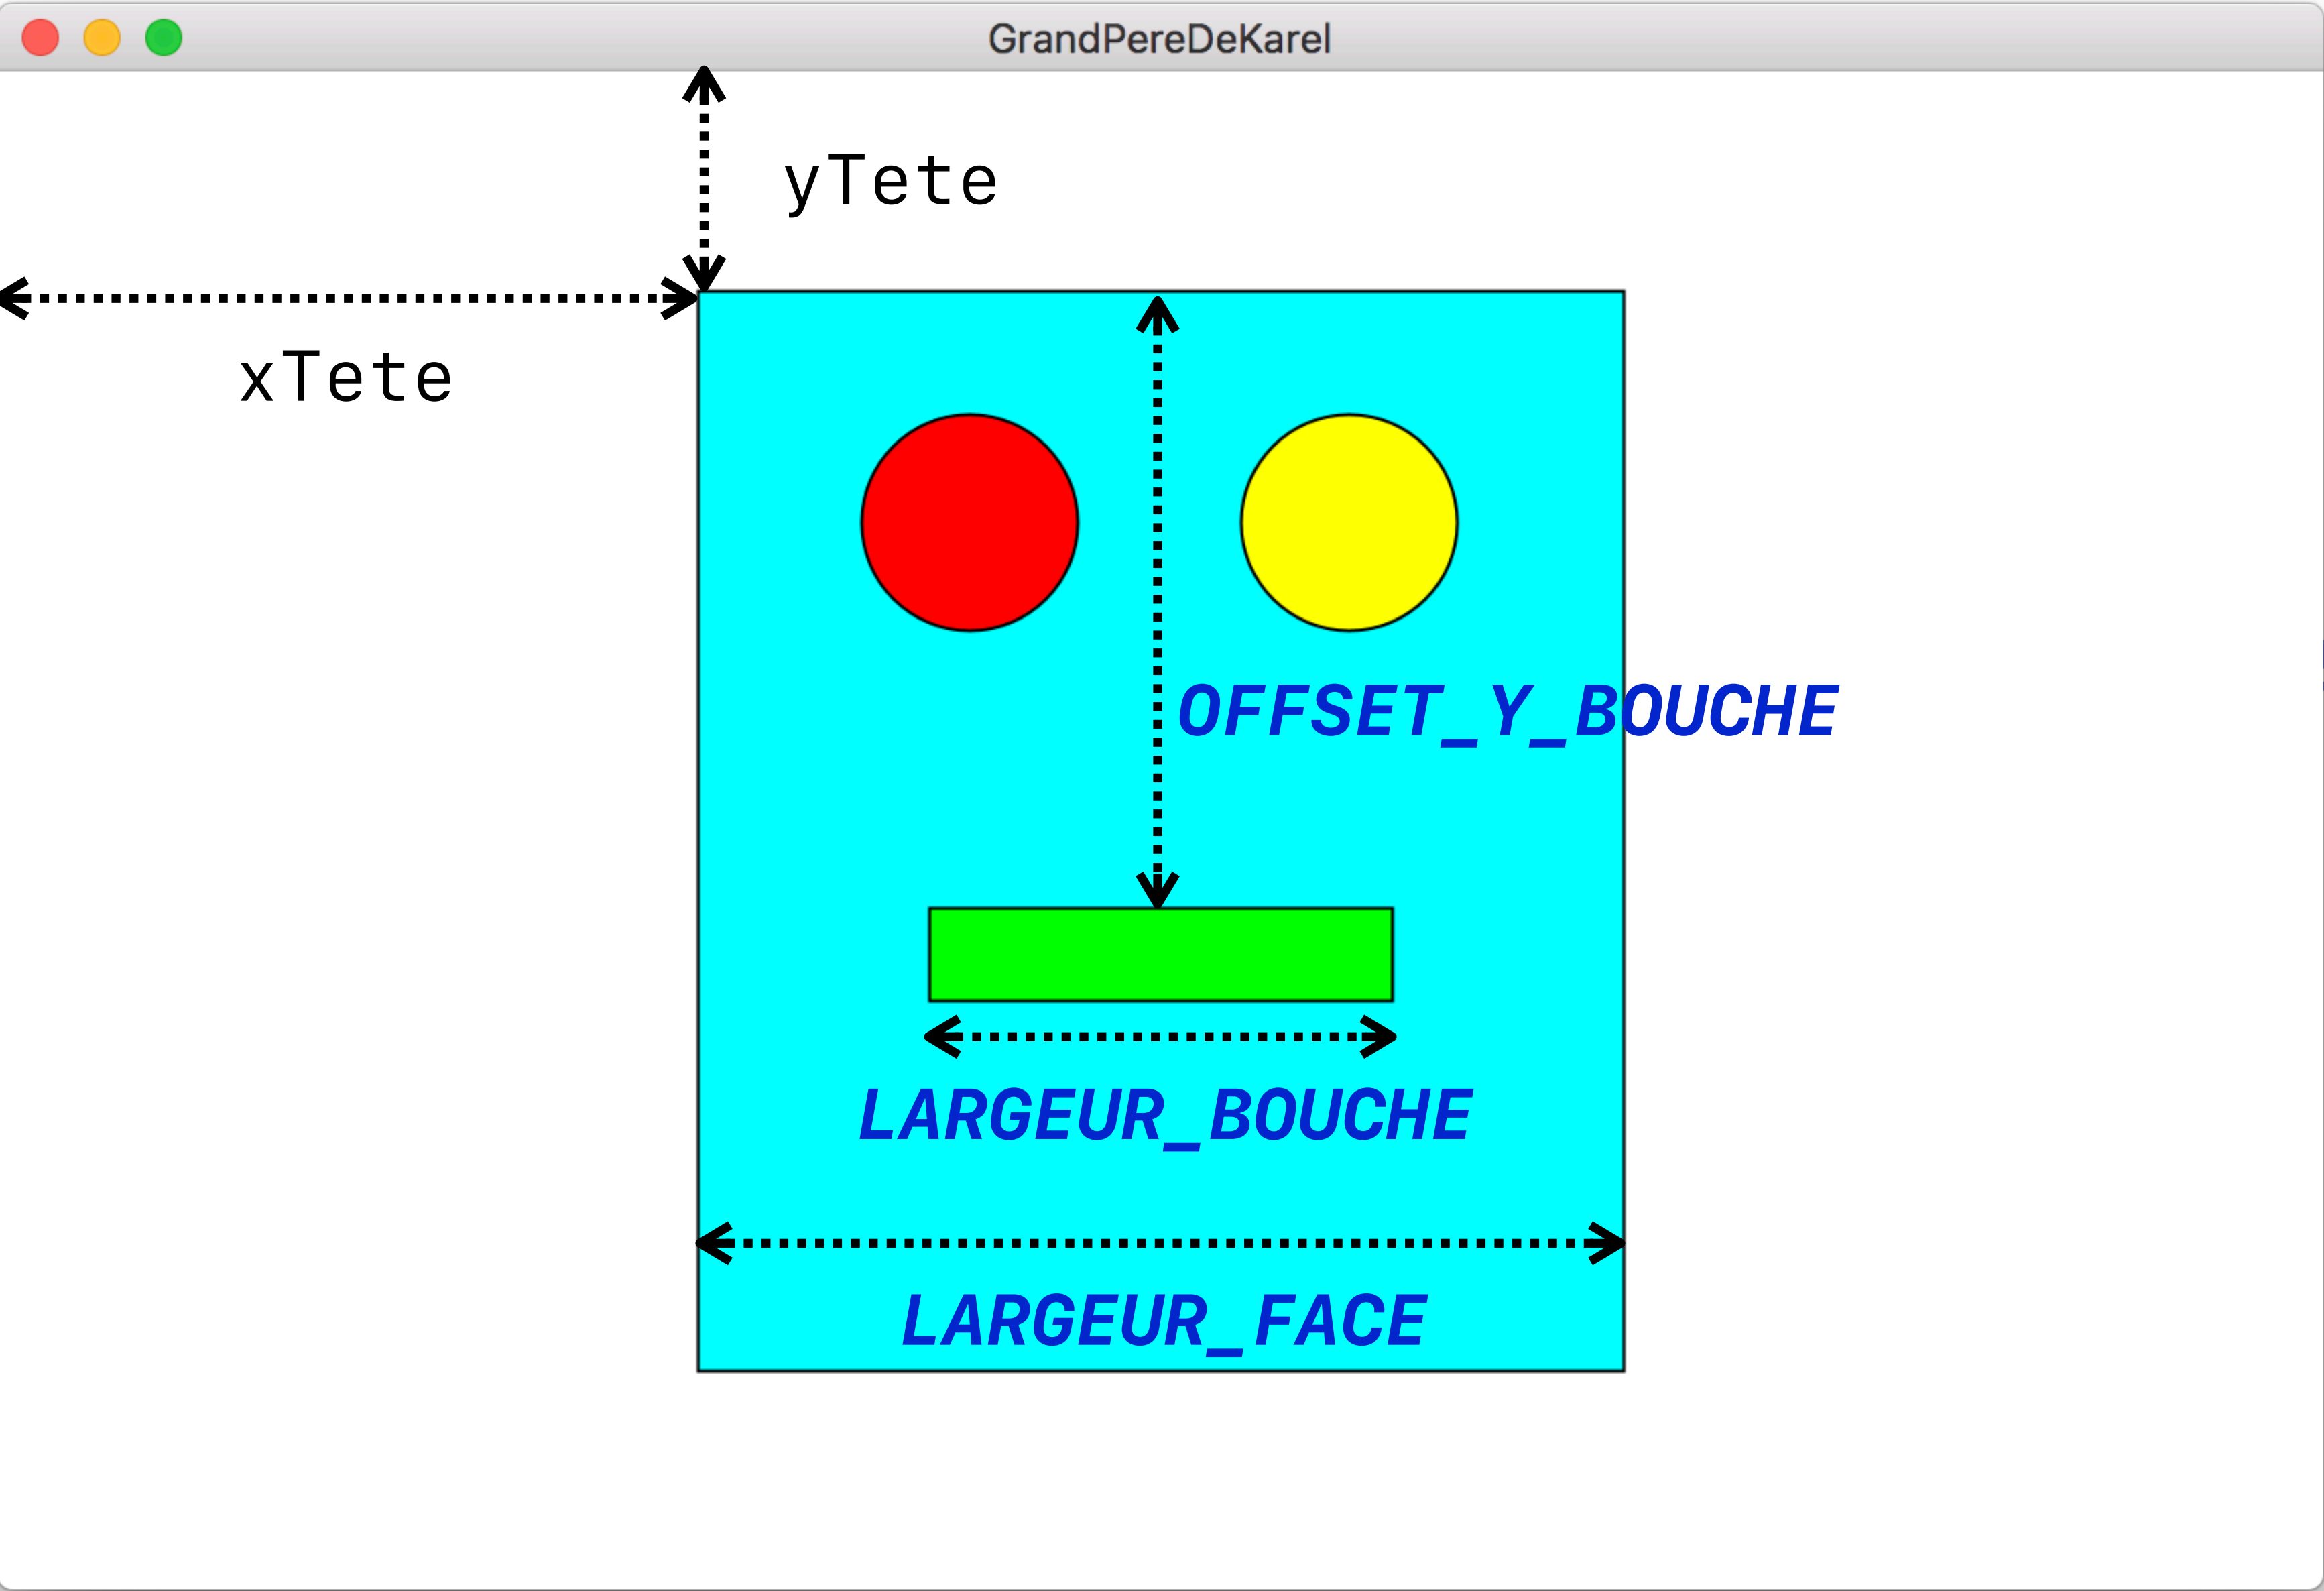 GrandPereDeKarel
yTete
xTete
OFFSET_Y_BOUCHE
LARGEUR_BOUCHE
LARGEUR_FACE